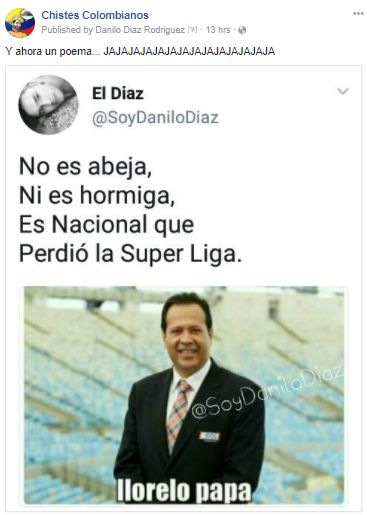 Chistes Colombianos
Published by Danilo Diaz Rodriguez [?] · 13 hrs ·
Y ahora un poema... JAJAJAJAJAJAJAJAJAJAJAJAJAJA
El Diaz
@SoyDaniloDiaz
No es abeja,
Ni es hormiga,
Es Nacional que
Perdió la Super Liga.
@SoyDaniloDiaz
llorelo papa